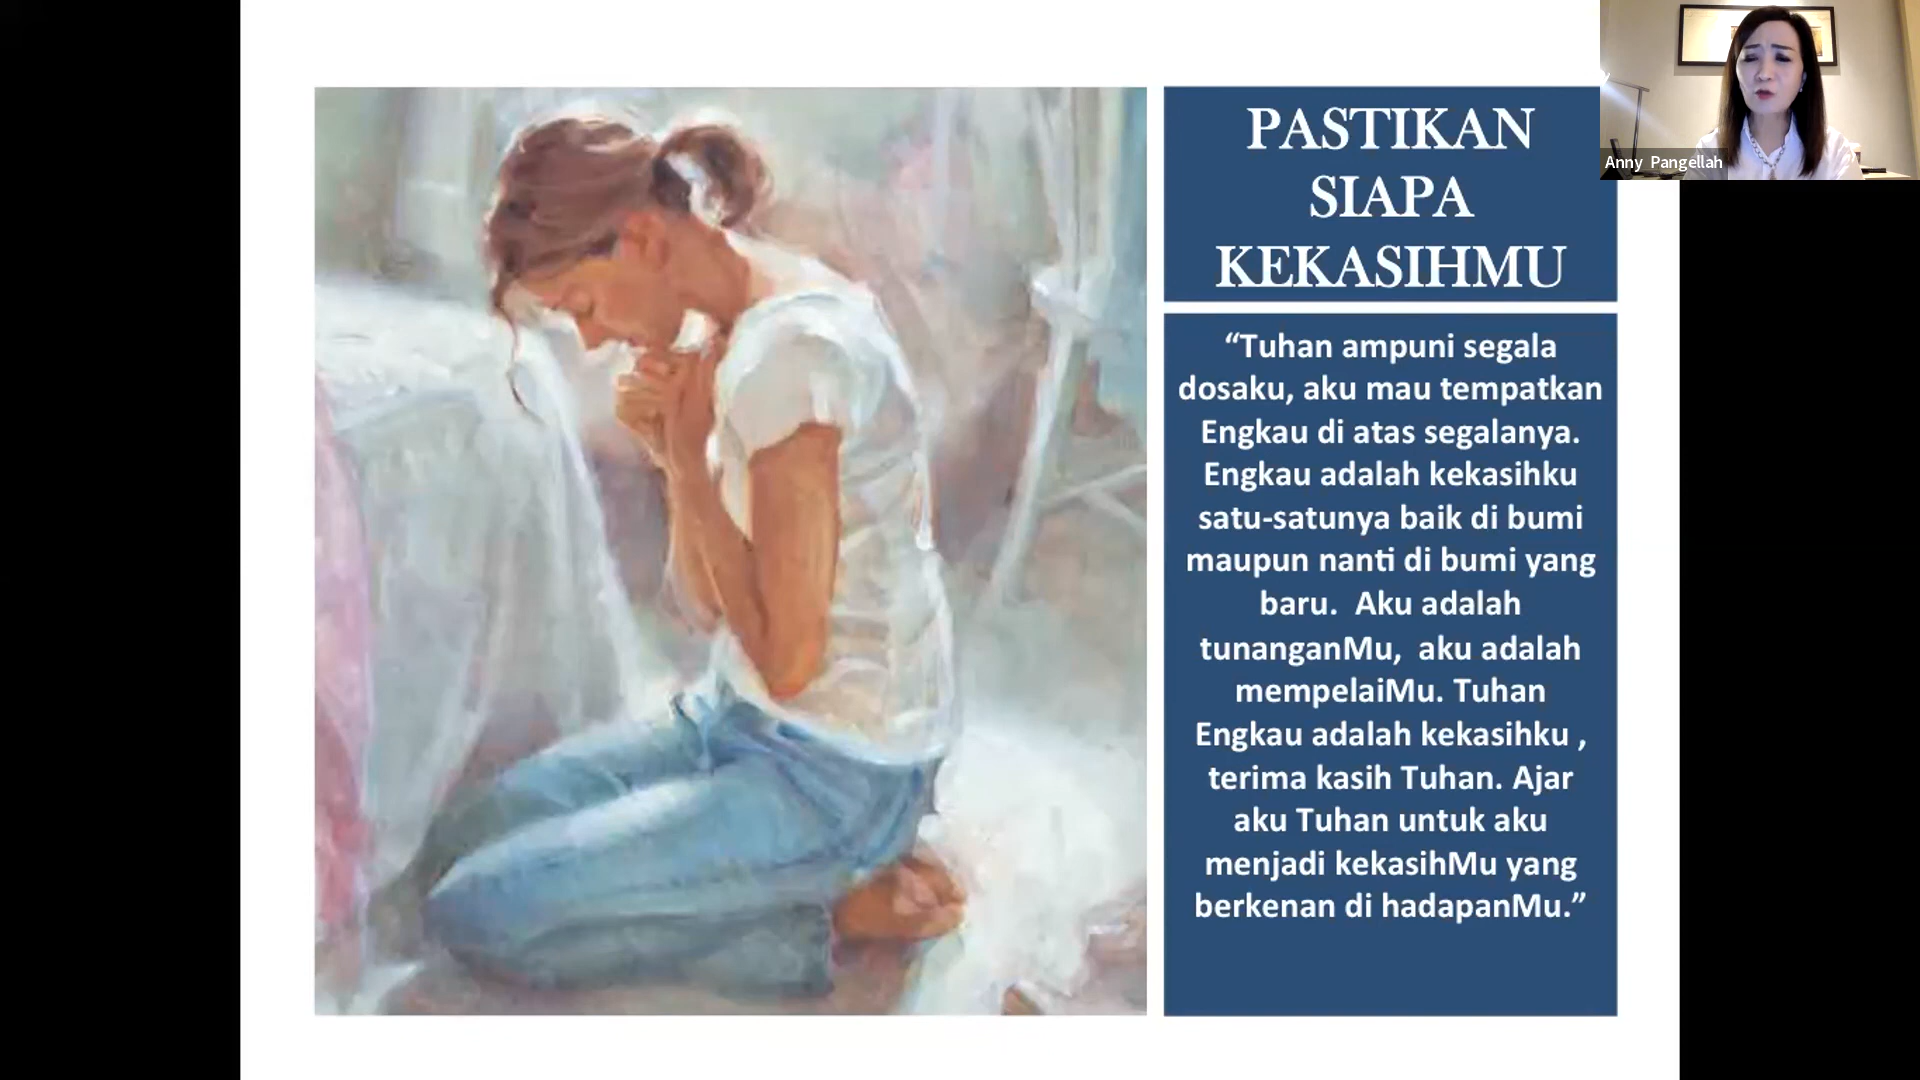 PASTIKAN
SIAPA
KEKASIHMU
Anny Pangellah
“Tuhan ampuni segala
dosaku, aku mau tempatkan
Engkau di atas segalanya.
Engkau adalah kekasihku
satu-satunya baik di bumi
maupun nanti di bumi yang
baru.  Aku adalah
tunanganMu,  aku adalah
mempelaiMu. Tuhan
Engkau adalah kekasihku ,
terima kasih Tuhan. Ajar
aku Tuhan untuk aku
menjadi kekasihMu yang
berkenan di hadapanMu.”